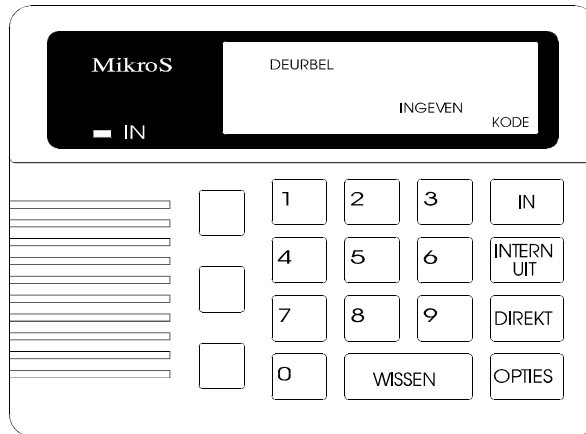 MikroS
DEURBEL
INGEVEN
KODE
IN
1 2 3 IN
4 5 6 INTERN UIT
7 8 9 DIREKT
0 WISSEN OPTIES